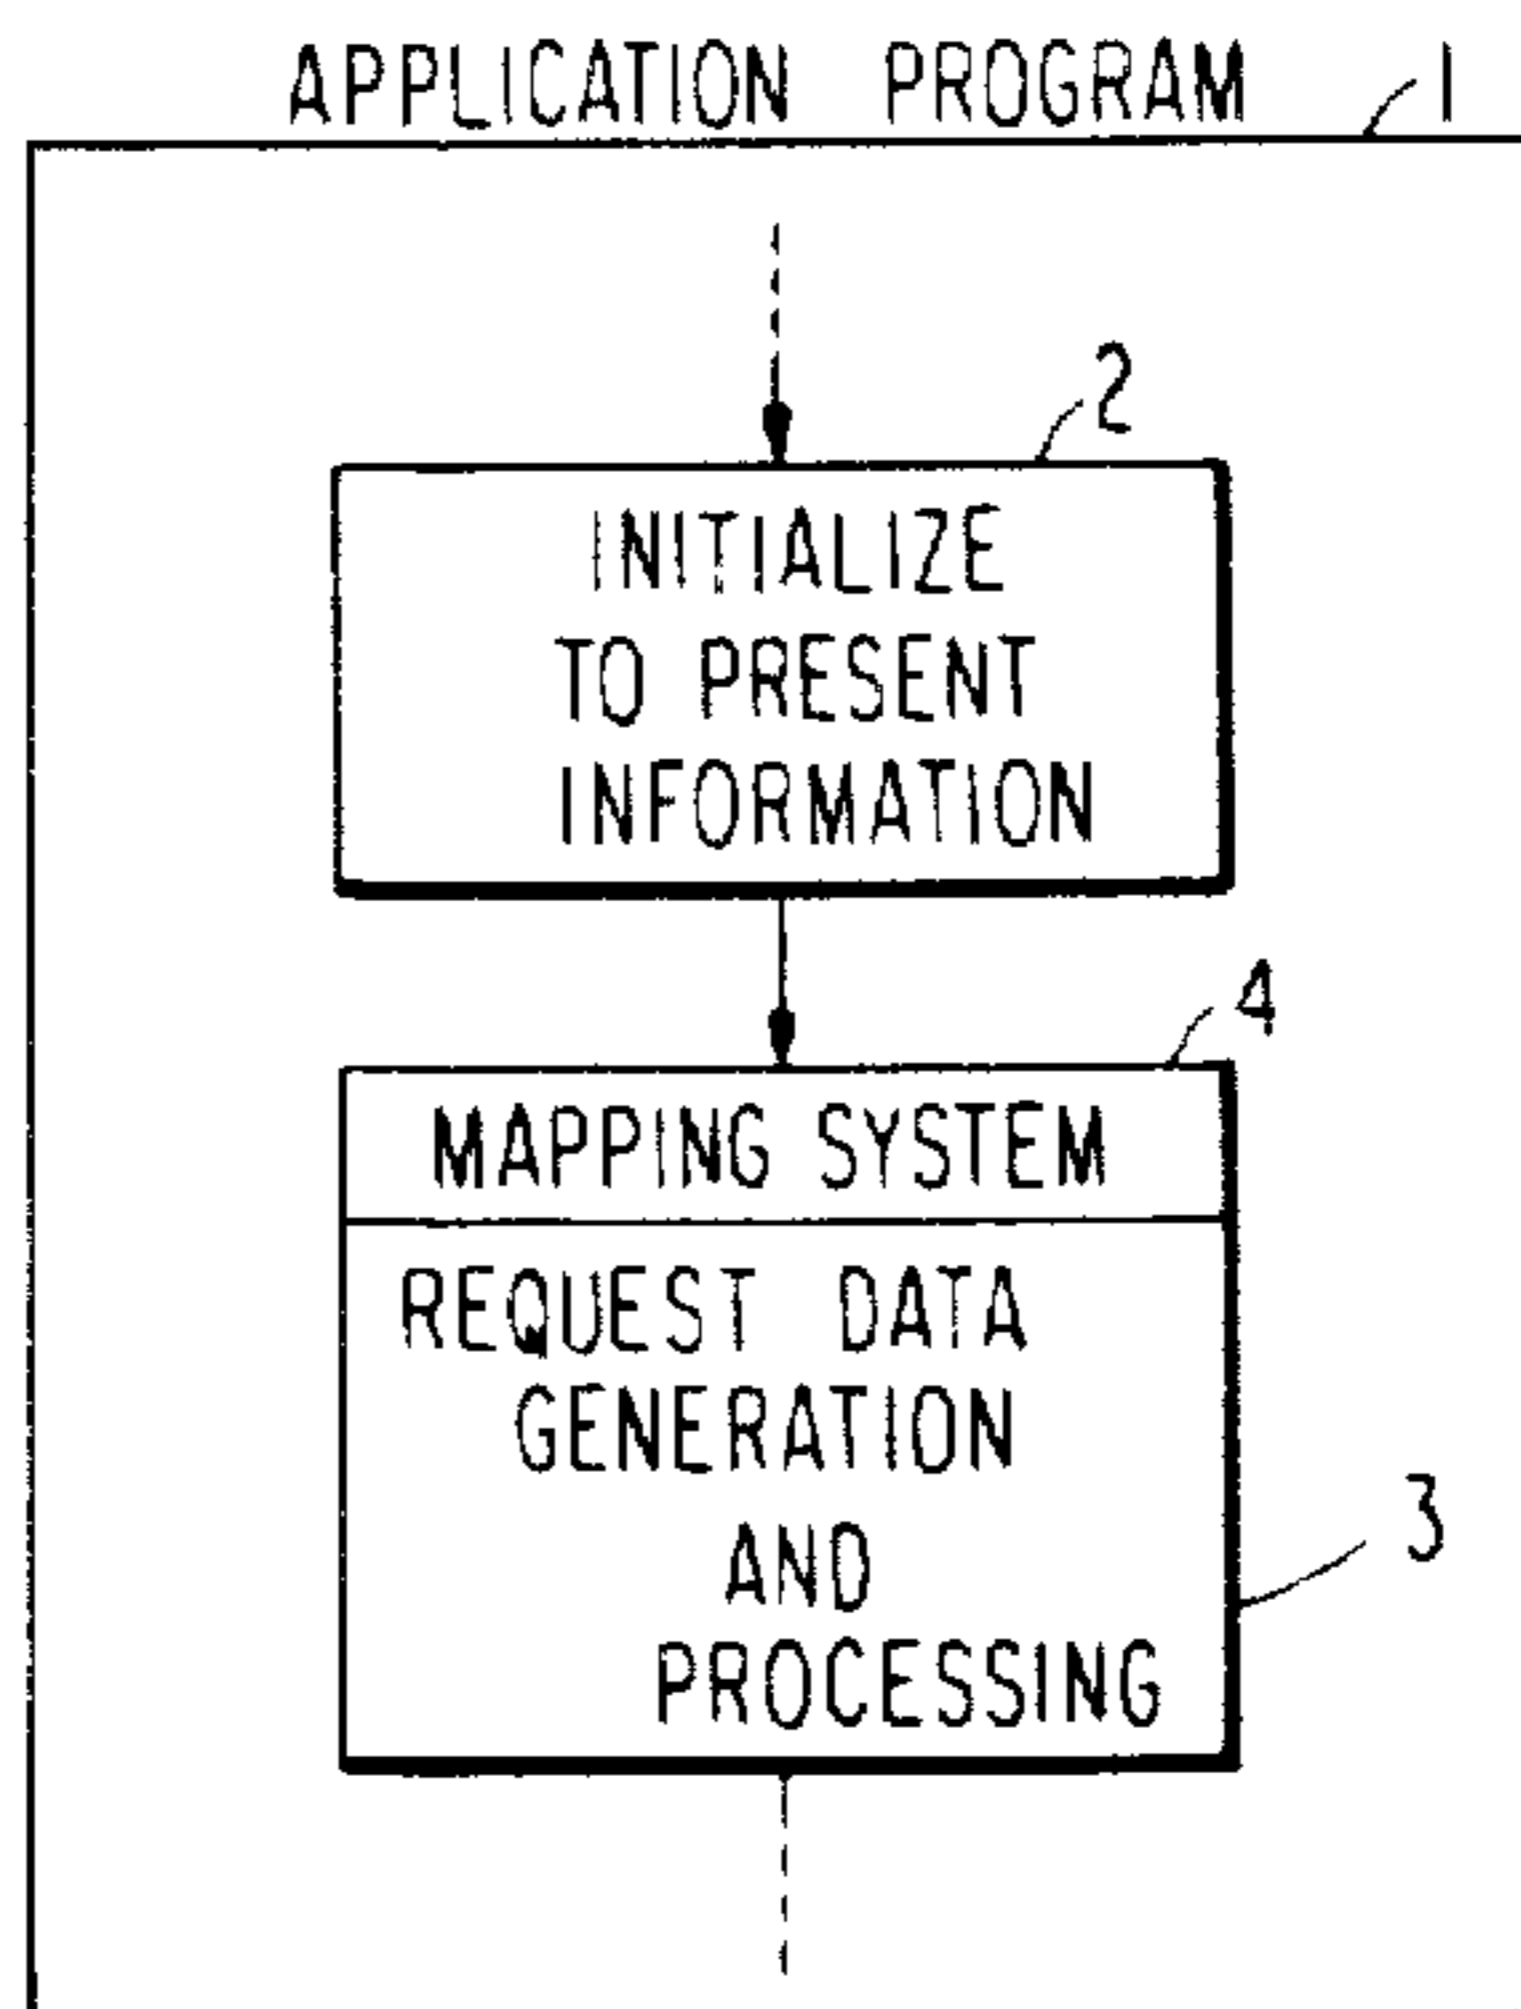 APPLICATION PROGRAM 1
2
INITIALIZE
TO PRESENT
INFORMATION
4
MAPPING SYSTEM
REQUEST DATA
GENERATION
AND
3
PROCESSING